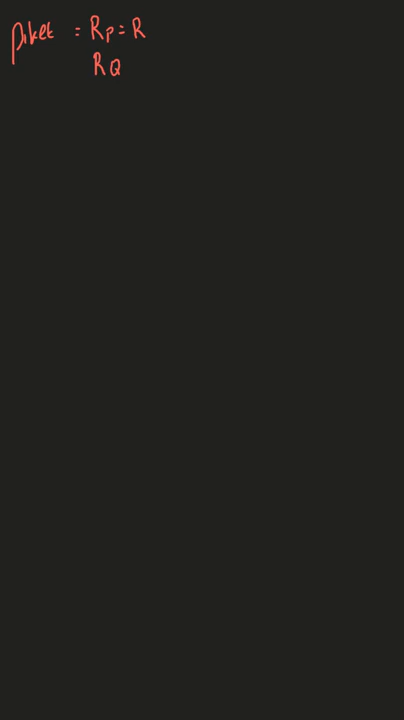 Diket = Rp = R
RQ